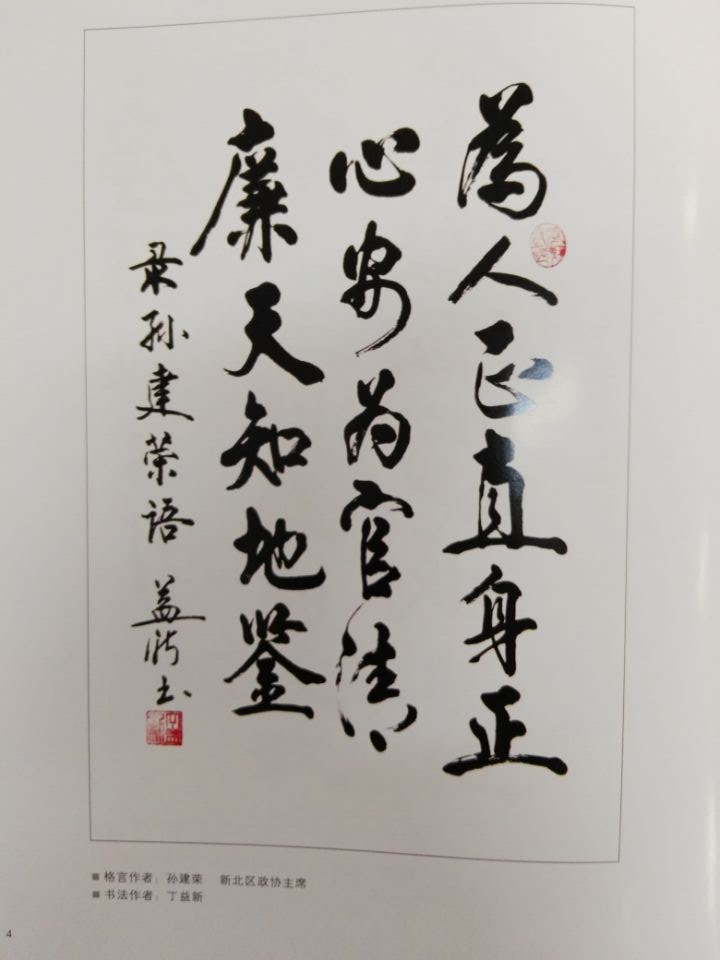 為人正直身正
心安为官清
廉天知地鉴
录孙建荣语 益新书
■ 格言作者：孙建荣 新北区政协主席
■ 书法作者：丁益新
4